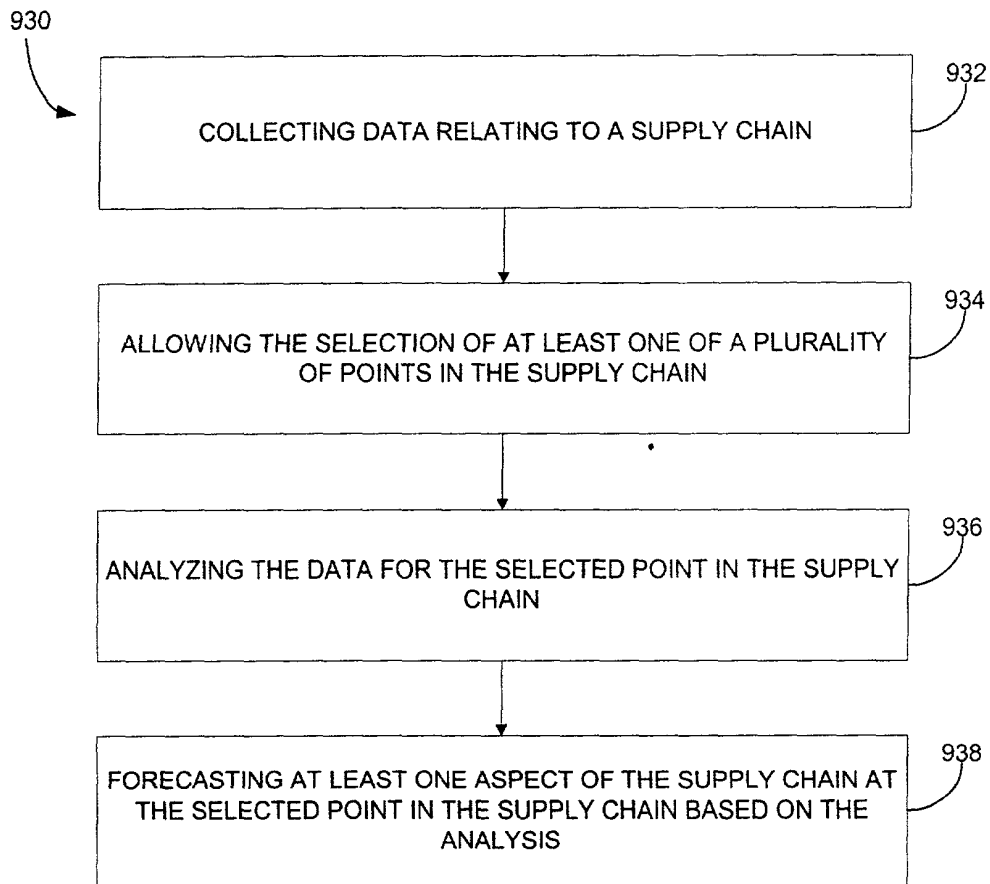 930
932
COLLECTING DATA RELATING TO A SUPPLY CHAIN
934
ALLOWING THE SELECTION OF AT LEAST ONE OF A PLURALITY
OF POINTS IN THE SUPPLY CHAIN
936
ANALYZING THE DATA FOR THE SELECTED POINT IN THE SUPPLY
CHAIN
938
FORECASTING AT LEAST ONE ASPECT OF THE SUPPLY CHAIN AT
THE SELECTED POINT IN THE SUPPLY CHAIN BASED ON THE
ANALYSIS